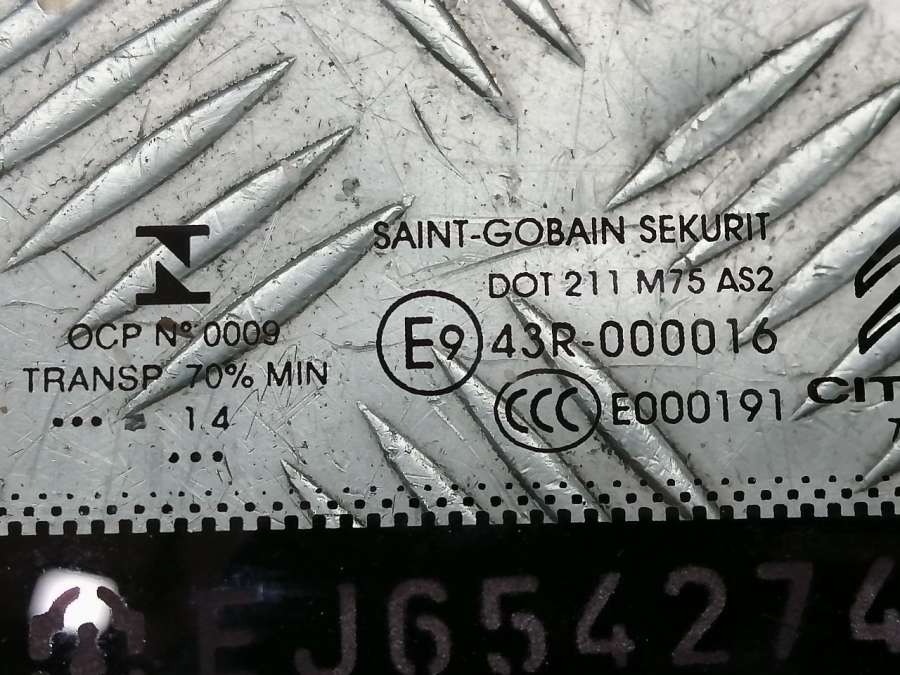 SAINT-GOBAIN SEKURIT
DOT 211 M75 AS2
OCP Nº 0009
E9 43R-000016
TRANSP. 70% MIN
CCC E000191
CIT
••• 14
•••
EJ654274